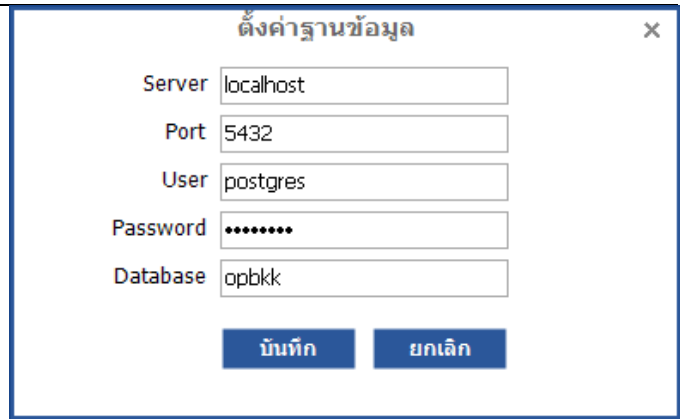 ตั้งค่าฐานข้อมูล ×
Server localhost
Port 5432
User postgres
Password ••••••••
Database opbkk
บันทึก ยกเลิก